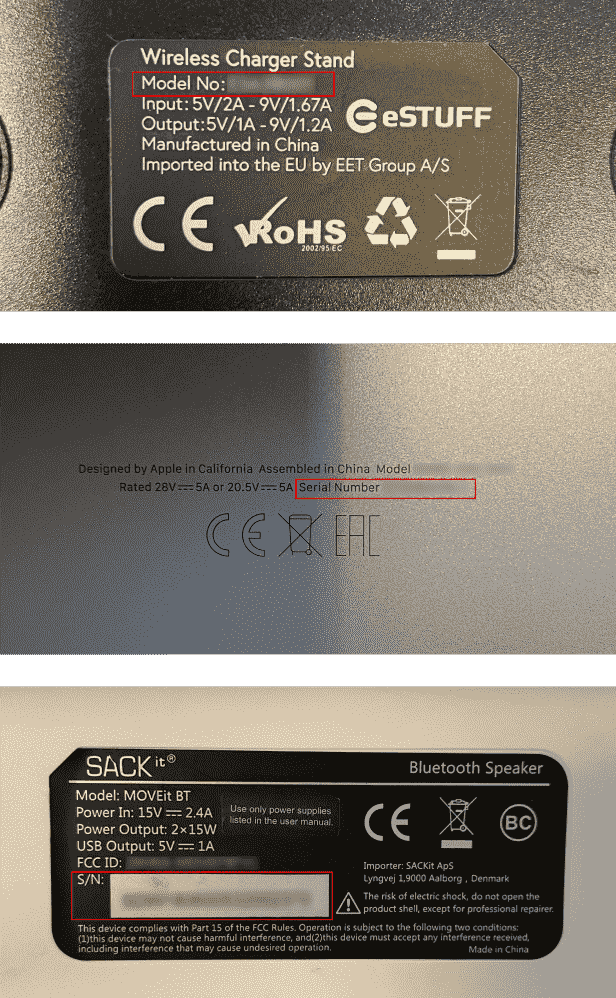 Wireless Charger Stand
Model No:
Input: 5V/2A - 9V/1.67A
Output:5V/1A - 9V/1.2A
Manufactured in China
Imported into the EU by EET Group A/S
eSTUFF
CE RoHS
2002/95/EC
Designed by Apple in California Assembled in China Model
Rated 28V⎓5A or 20.5V⎓5A Serial Number
CE EAC
SACKit®
Bluetooth Speaker
Model: MOVEit BT
Power In: 15V ⎓ 2.4A
Power Output: 2×15W
USB Output: 5V ⎓ 1A
FCC ID:
S/N:
Use only power supplies
listed in the user manual.
CE BC
Importer: SACKit ApS
Lyngvej 1,9000 Aalborg , Denmark
The risk of electric shock, do not open the
product shell, except for professional repairer.
This device complies with Part 15 of the FCC Rules. Operation is subject to the following two conditions:
(1)this device may not cause harmful interference, and(2)this device must accept any interference received,
including interference that may cause undesired operation.
Made in China